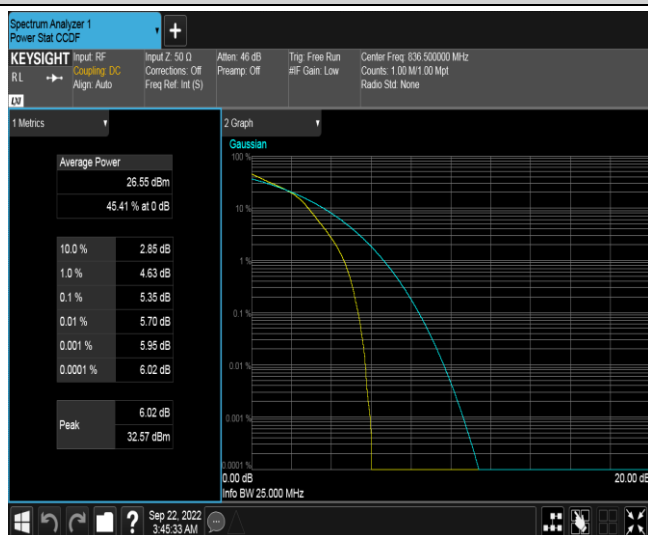 Spectrum Analyzer 1
Power Stat CCDF
+
KEYSIGHT
R L
LXI
Input: RF
Coupling: DC
Align: Auto
Input Z: 50 Ω
Corrections: Off
Freq Ref: Int (S)
Atten: 46 dB
Preamp: Off
Trig: Free Run
#IF Gain: Low
Center Freq: 836.500000 MHz
Counts: 1.00 M/1.00 Mpt
Radio Std: None
1 Metrics
Average Power
26.55 dBm
45.41 % at 0 dB
10.0 % 2.85 dB
1.0 % 4.63 dB
0.1 % 5.35 dB
0.01 % 5.70 dB
0.001 % 5.95 dB
0.0001 % 6.02 dB
Peak
6.02 dB
32.57 dBm
2 Graph
Gaussian
100 %
10 %
1 %
0.1 %
0.01 %
0.001 %
0.0001 %
0.00 dB 20.00 dB
Info BW 25.000 MHz
?
Sep 22, 2022
3:45:33 AM